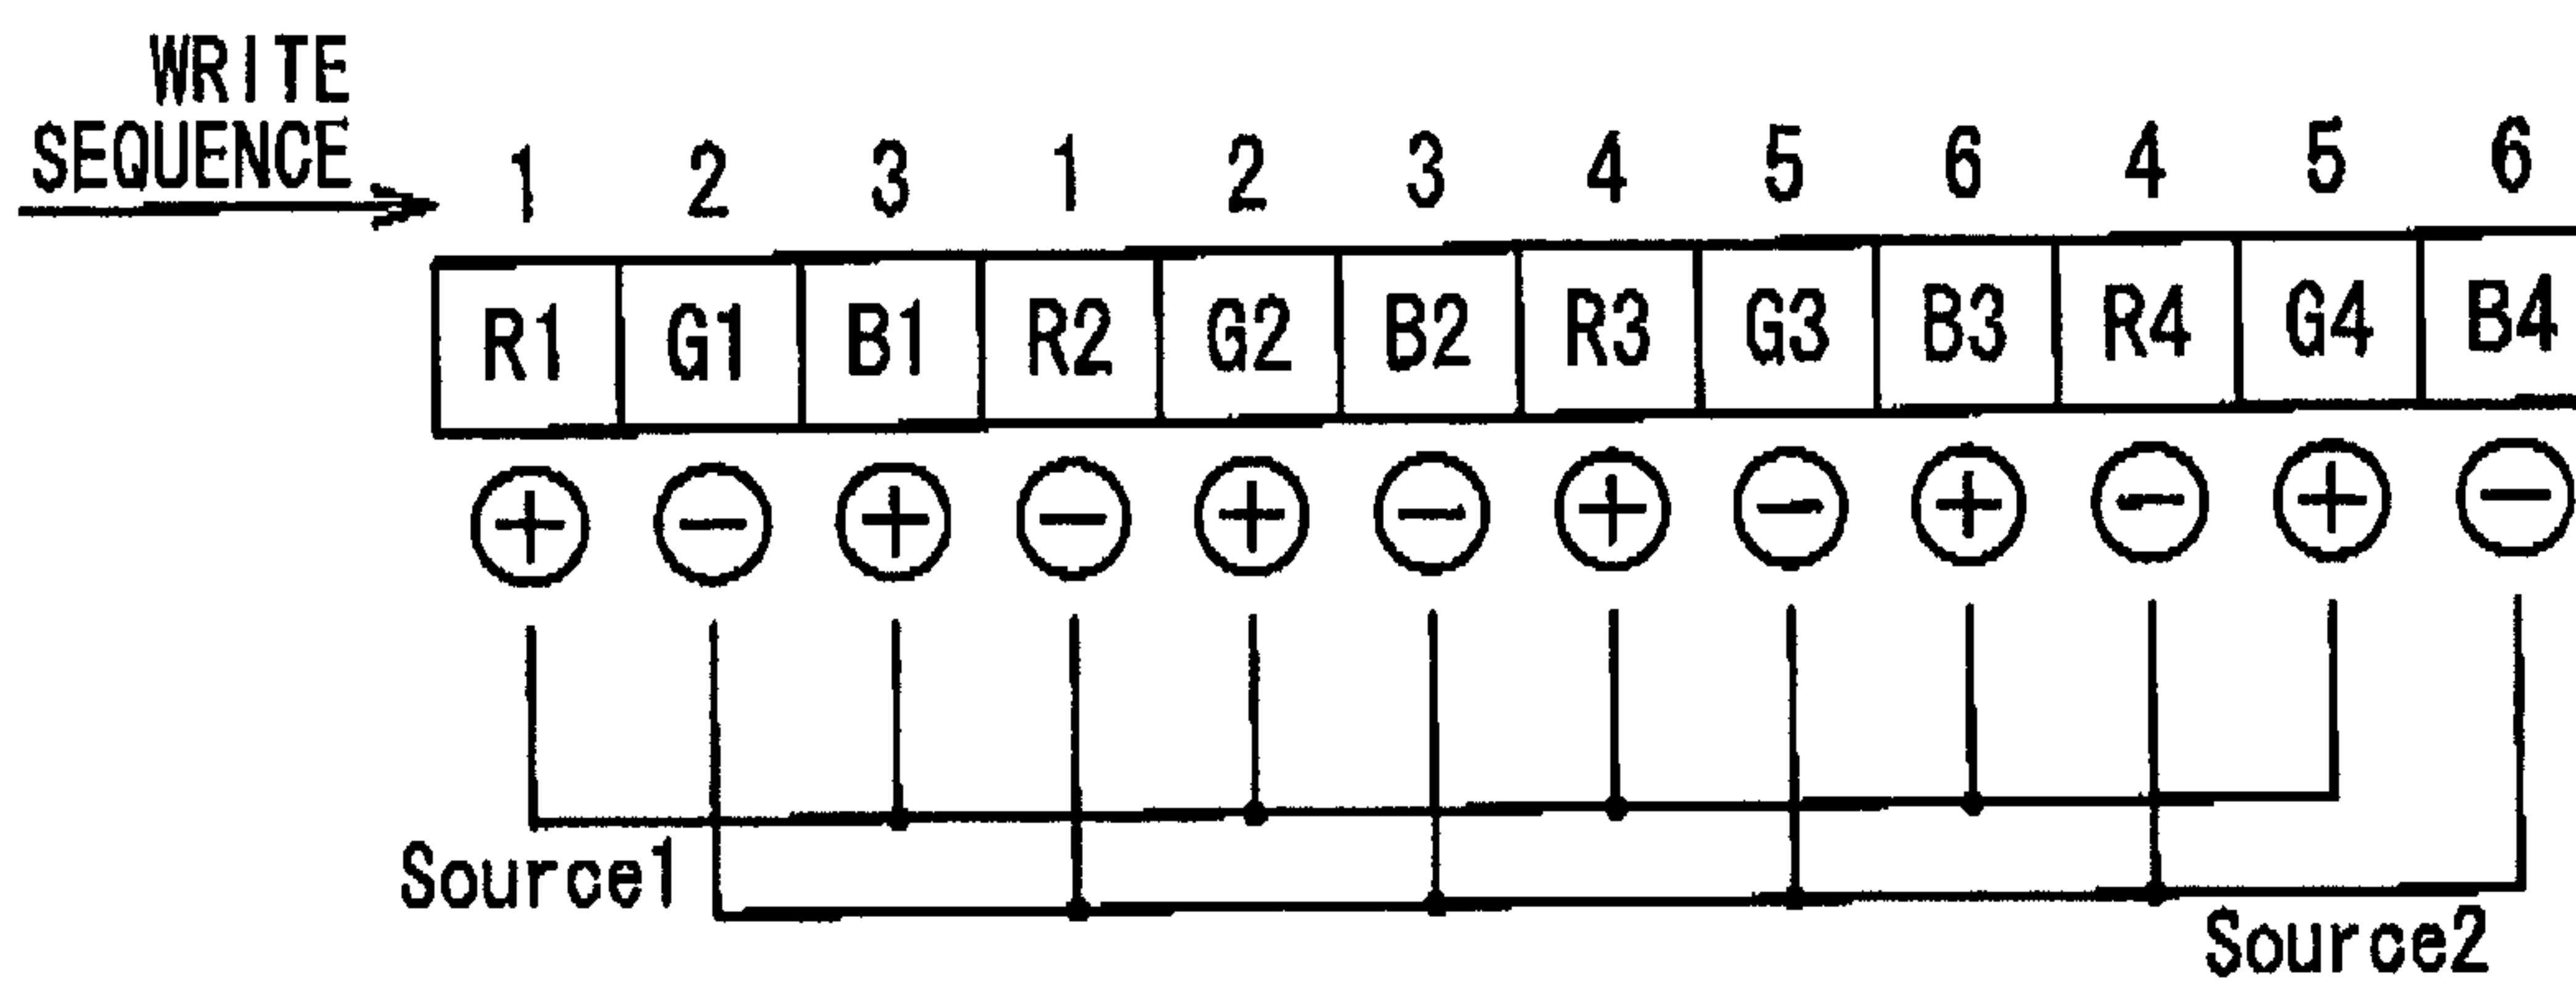 WRITE
SEQUENCE
1 2 3 1 2 3 4 5 6 4 5 6
R1 G1 B1 R2 G2 B2 R3 G3 B3 R4 G4 B4
+ − + − + − + − + − + −
Source1
Source2